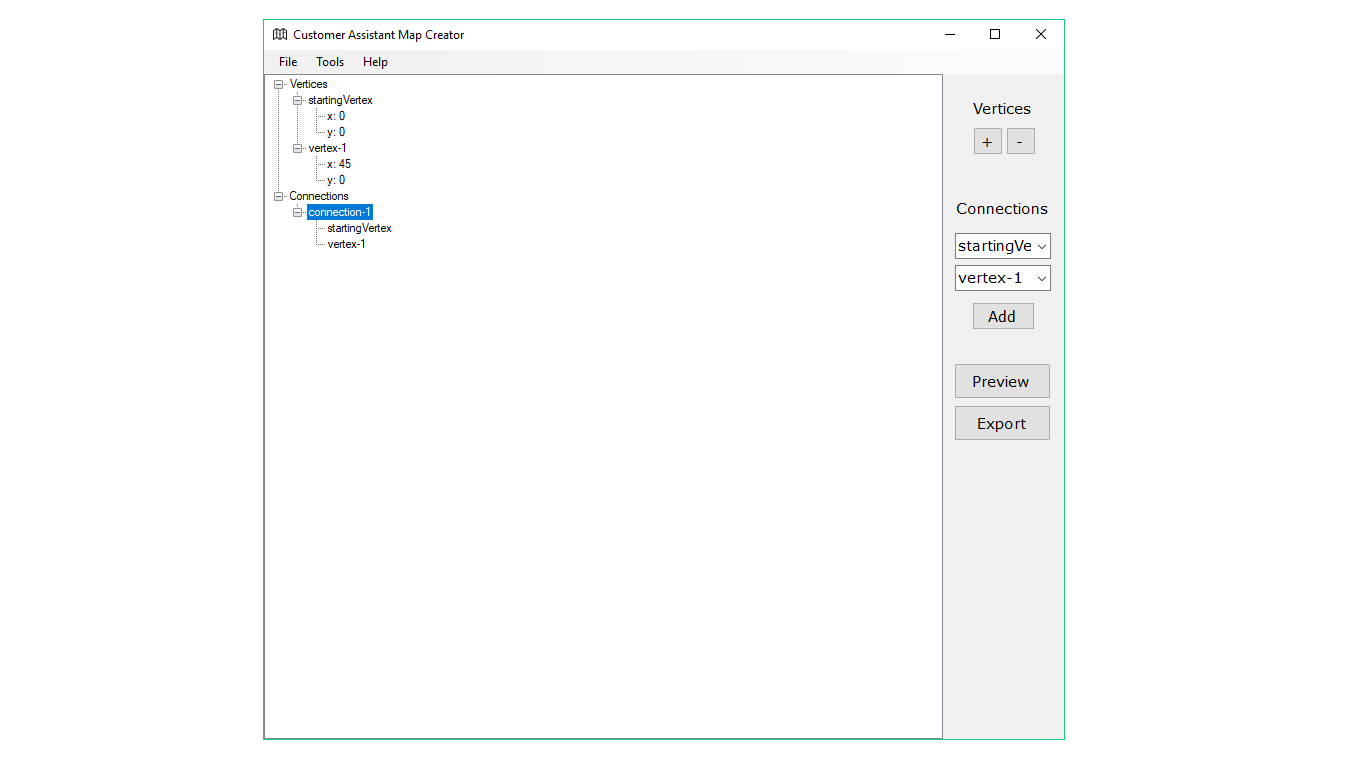 Customer Assistant Map Creator
File Tools Help
Vertices
startingVertex
x: 0
y: 0
vertex-1
x: 45
y: 0
Connections
connection-1
startingVertex
vertex-1
Vertices
+ -
Connections
startingVe
vertex-1
Add
Preview
Export